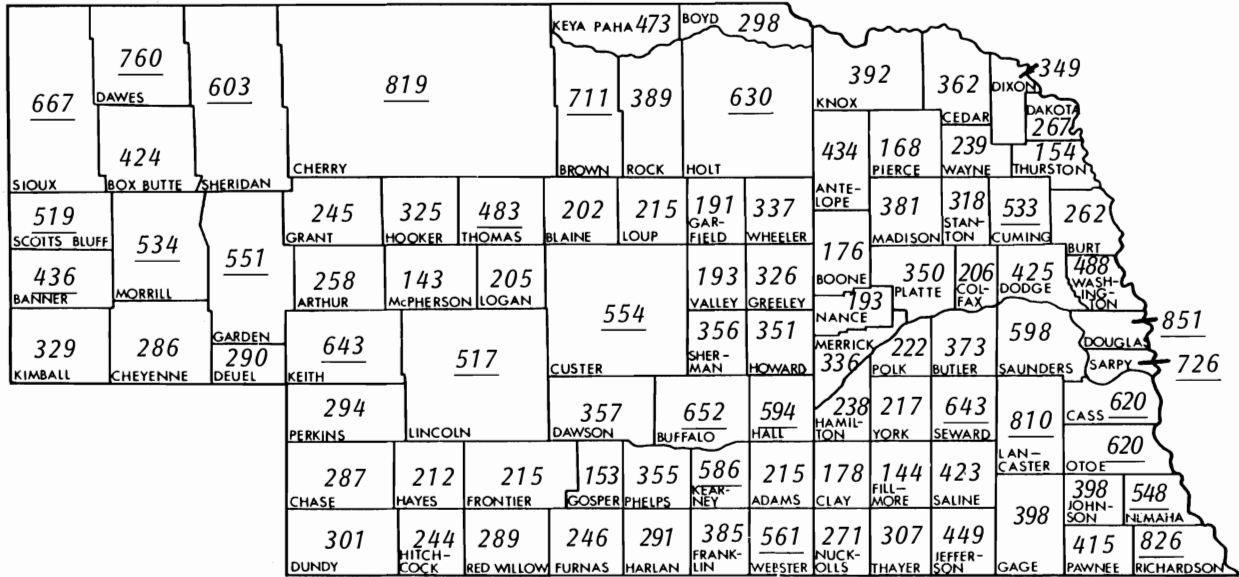 KEYA PAHA 473
BOYD 298
667
SIOUX
760
DAWES
603
SHERIDAN
819
CHERRY
711
BROWN
389
ROCK
630
HOLT
392
KNOX
362
CEDAR
DIXON
349
DAKOTA
267
424
BOX BUTTE
434
ANTE-
LOPE
168
PIERCE
239
WAYNE
154
THURSTON
519
SCOTTS BLUFF
534
MORRILL
551
GARDEN
245
GRANT
325
HOOKER
483
THOMAS
202
BLAINE
215
LOUP
191
GAR-
FIELD
337
WHEELER
381
MADISON
318
STAN-
TON
533
CUMING
262
BURT
436
BANNER
258
ARTHUR
143
McPHERSON
205
LOGAN
554
CUSTER
193
VALLEY
326
GREELEY
176
BOONE
350
PLATTE
206
COL-
FAX
425
DODGE
488
WASH-
ING-
TON
193
NANCE
329
KIMBALL
286
CHEYENNE
290
DEUEL
643
KEITH
517
LINCOLN
356
SHER-
MAN
351
HOWARD
MERRICK
336
222
POLK
373
BUTLER
598
SAUNDERS
DOUGLAS
851
SARPY
726
294
PERKINS
357
DAWSON
652
BUFFALO
594
HALL
238
HAMIL-
TON
217
YORK
643
SEWARD
810
LAN-
CASTER
CASS 620
620
OTOE
287
CHASE
212
HAYES
215
FRONTIER
153
GOSPER
355
PHELPS
586
KEAR-
NEY
215
ADAMS
178
CLAY
144
FILL-
MORE
423
SALINE
398
GAGE
398
JOHN-
SON
548
NEMAHA
301
DUNDY
244
HITCH-
COCK
289
RED WILLOW
246
FURNAS
291
HARLAN
385
FRANK-
LIN
561
WEBSTER
271
NUCK-
OLLS
307
THAYER
449
JEFFER-
SON
415
PAWNEE
826
RICHARDSON